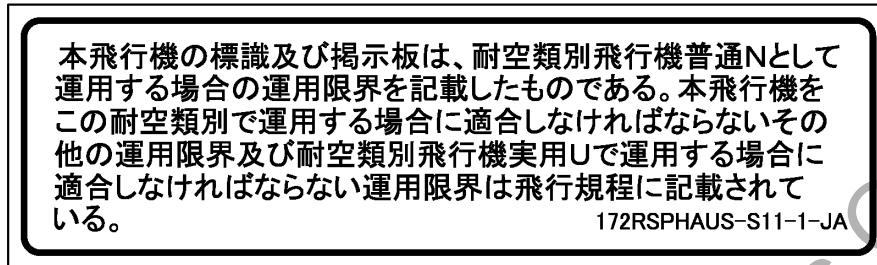 本飛行機の標識及び掲示板は、耐空類別飛行機普通Nとして
運用する場合の運用限界を記載したものである。本飛行機を
この耐空類別で運用する場合に適合しなければならないその
他の運用限界及び耐空類別飛行機実用Uで運用する場合に
適合しなければならない運用限界は飛行規程に記載されて
いる。 172RSPHAUS-S11-1-JA